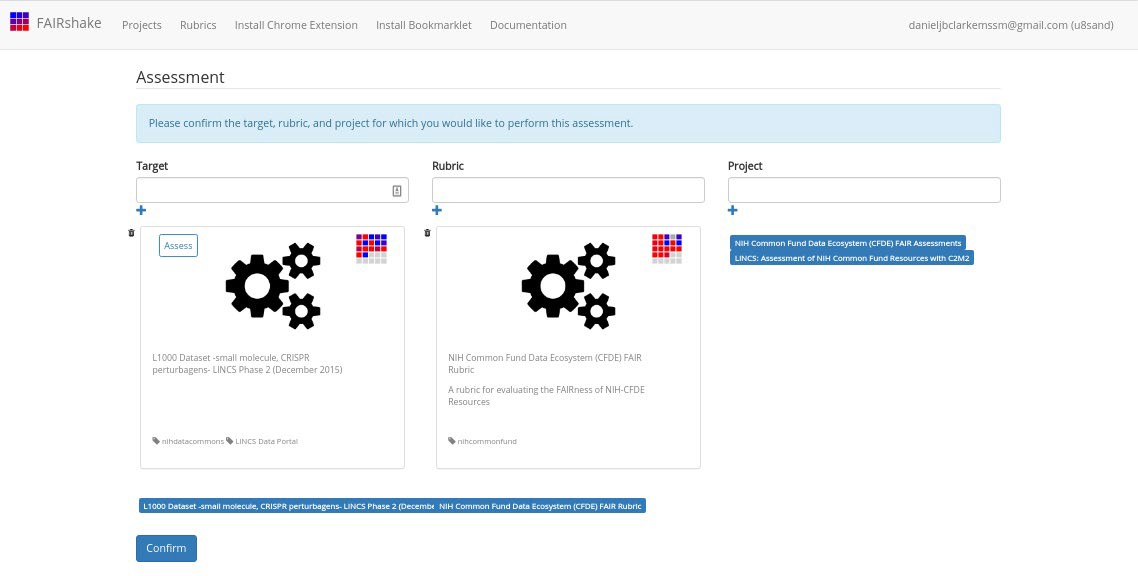 FAIRshake Projects Rubrics Install Chrome Extension Install Bookmarklet Documentation danieljbclarkemssm@gmail.com (u8sand)
Assessment
Please confirm the target, rubric, and project for which you would like to perform this assessment.
Target Rubric Project
Assess
NIH Common Fund Data Ecosystem (CFDE) FAIR Assessments
LINCS: Assessment of NIH Common Fund Resources with C2M2
L1000 Dataset -small molecule, CRISPR
perturbagens- LINCS Phase 2 (December 2015)
nihdatacommons LINCS Data Portal
NIH Common Fund Data Ecosystem (CFDE) FAIR
Rubric
A rubric for evaluating the FAIRness of NIH-CFDE
Resources
nihcommonfund
L1000 Dataset -small molecule, CRISPR perturbagens- LINCS Phase 2 (Decembe NIH Common Fund Data Ecosystem (CFDE) FAIR Rubric
Confirm